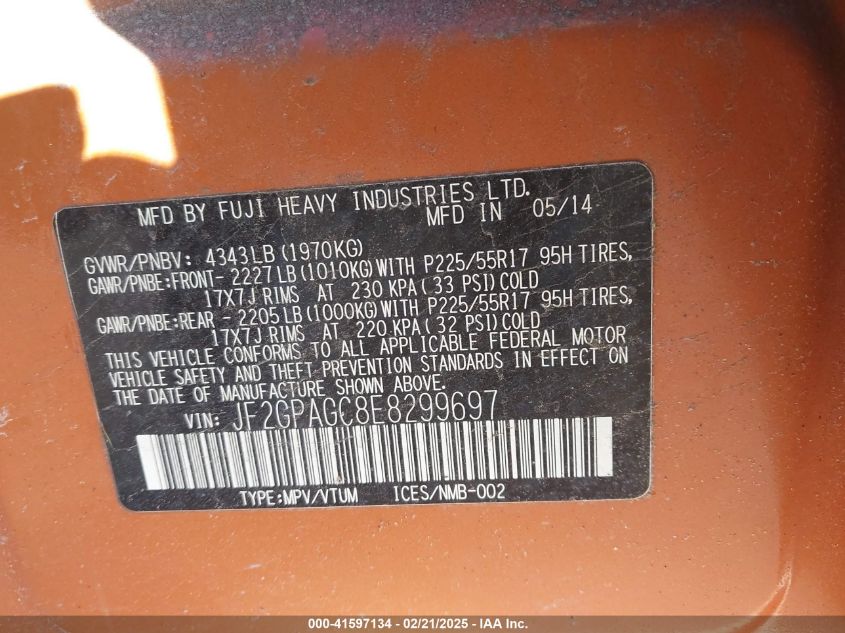 MFD BY FUJI HEAVY INDUSTRIES LTD.
MFD IN 05/14
GVWR/PNBV: 4343LB(1970KG)
GAWR/PNBE:FRONT- 2227LB(1010KG)WITH P225/55R17 95H TIRES,
17X7J RIMS AT 230 KPA(33 PSI)COLD
GAWR/PNBE:REAR - 2205LB(1000KG)WITH P225/55R17 95H TIRES,
17X7J RIMS AT 220 KPA(32 PSI)COLD
THIS VEHICLE CONFORMS TO ALL APPLICABLE FEDERAL MOTOR
VEHICLE SAFETY AND THEFT PREVENTION STANDARDS IN EFFECT ON
THE DATE OF MANUFACTURE SHOWN ABOVE.
VIN: JF2GPAGC8E8299697
TYPE:MPV/VTUM ICES/NMB-002
000-41597134 - 02/21/2025 - IAA Inc.